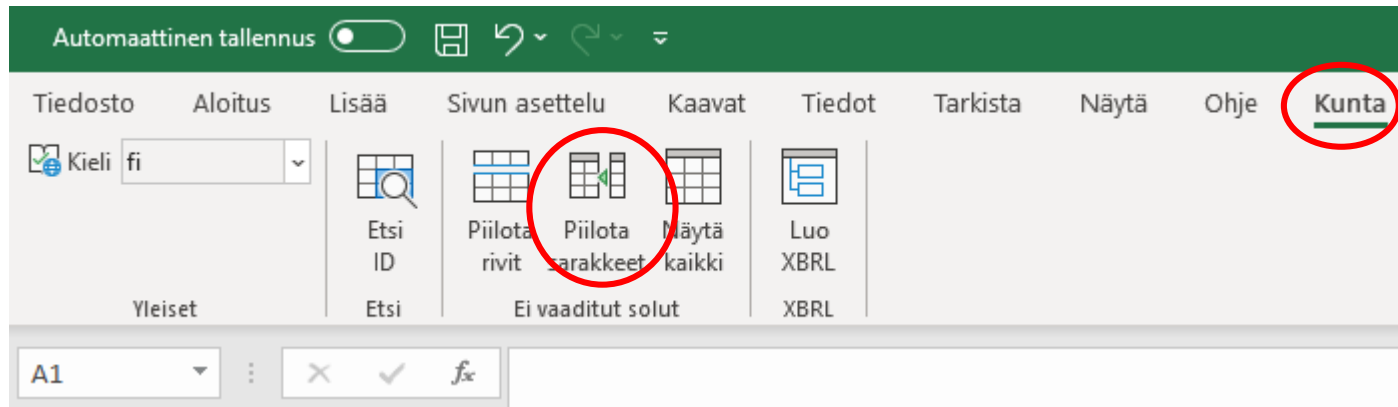 Automaattinen tallennus
Tiedosto Aloitus Lisää Sivun asettelu Kaavat Tiedot Tarkista Näytä Ohje Kunta
Kieli fi
Etsi ID
Piilota rivit
Piilota sarakkeet
Näytä kaikki
Luo XBRL
Yleiset Etsi Ei vaaditut solut XBRL
A1 fx